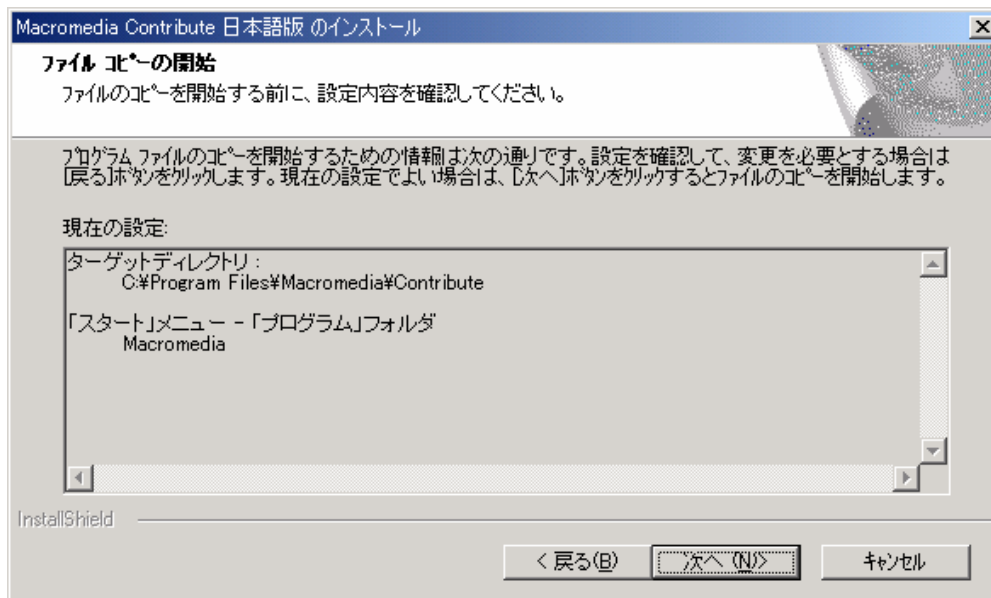 Macromedia Contribute 日本語版 のインストール
ファイル コピーの開始
ファイルのコピーを開始する前に、設定内容を確認してください。
プログラム ファイルのコピーを開始するための情報は次の通りです。設定を確認して、変更を必要とする場合は
[戻る]ボタンをクリックします。現在の設定でよい場合は、[次へ]ボタンをクリックするとファイルのコピーを開始します。
現在の設定:
ターゲットディレクトリ :
C:¥Program Files¥Macromedia¥Contribute
「スタート」メニュー - 「プログラム」フォルダ
Macromedia
InstallShield
< 戻る(B)
次へ (N)>
キャンセル